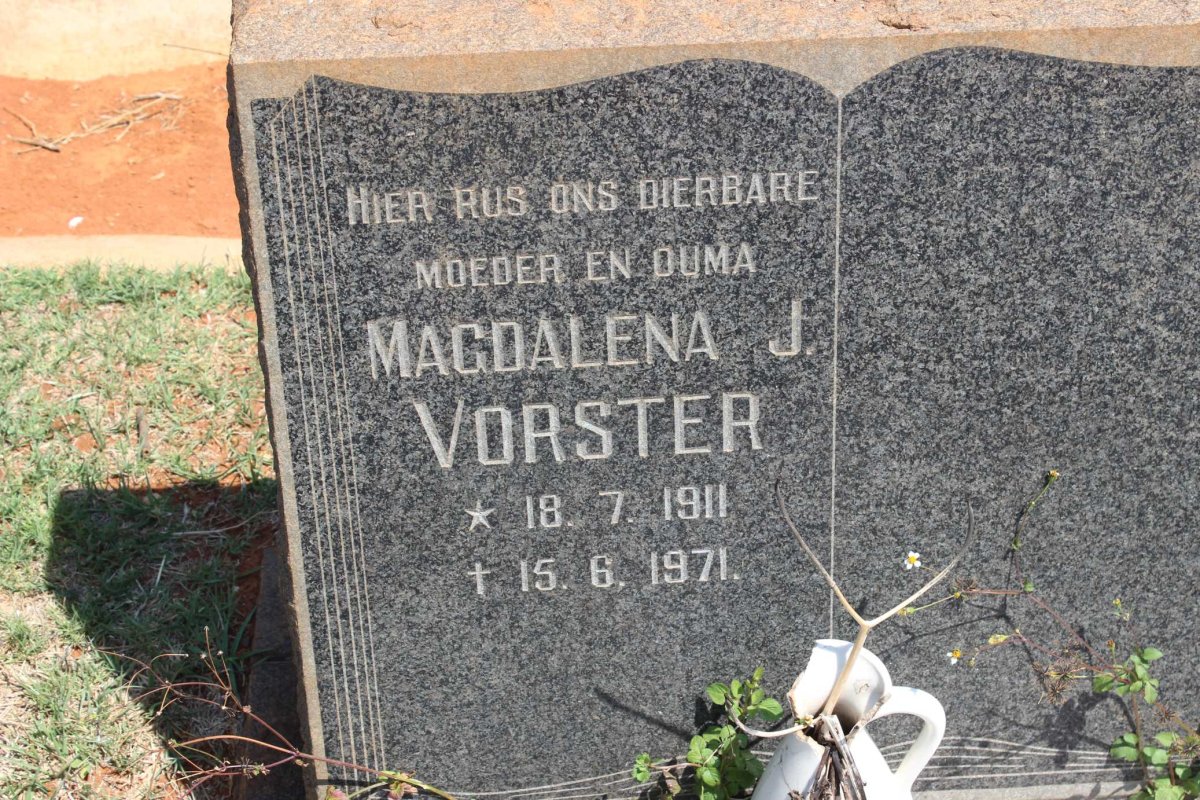 HIER RUS ONS DIERBARE
MOEDER EN OUMA
MAGDALENA J.
VORSTER
★ 18. 7. 1911
✝ 15. 6. 1971.